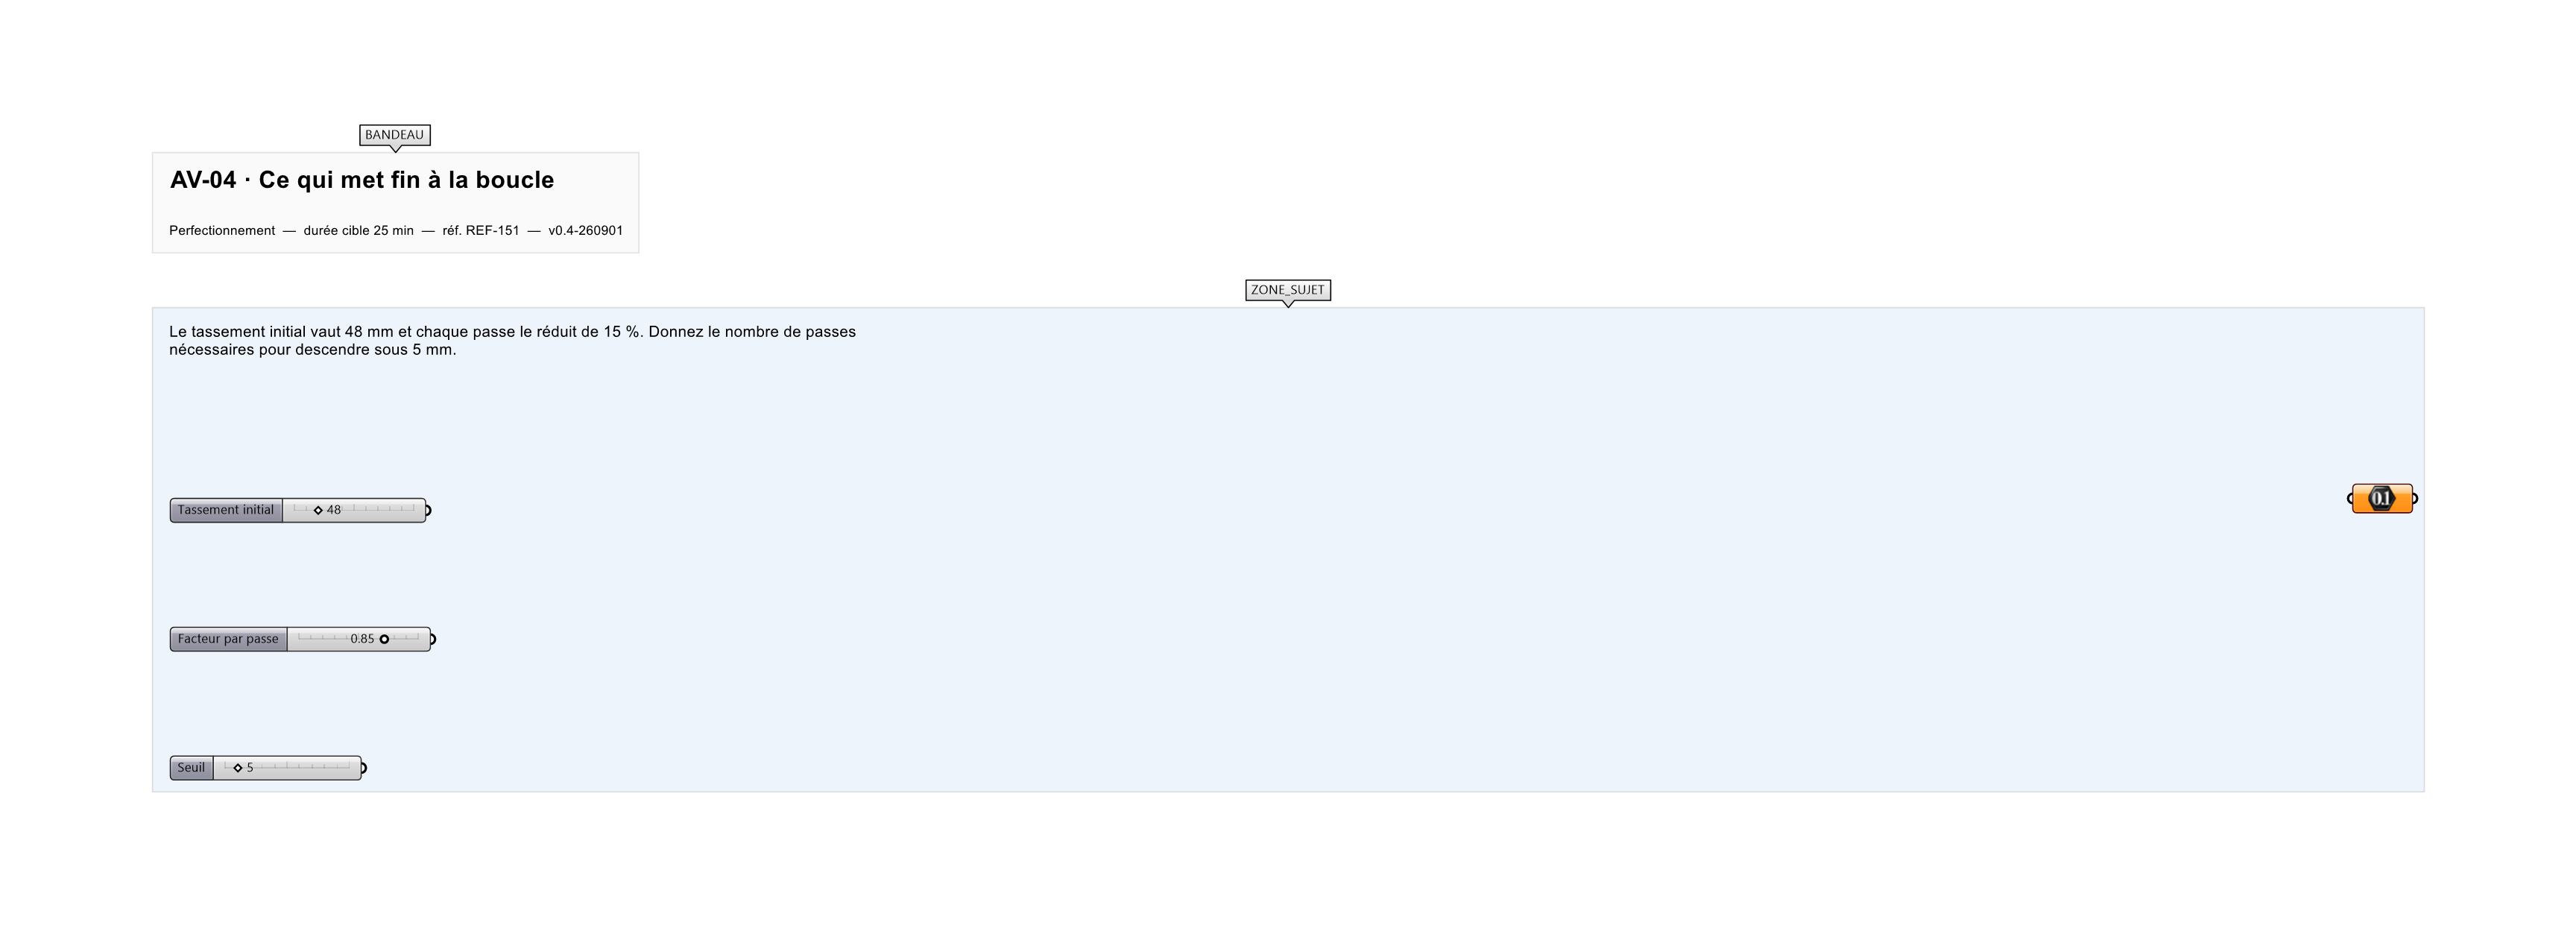 BANDEAU
AV-04 · Ce qui met fin à la boucle
Perfectionnement — durée cible 25 min — réf. REF-151 — v0.4-260901
ZONE_SUJET
Le tassement initial vaut 48 mm et chaque passe le réduit de 15 %. Donnez le nombre de passes
nécessaires pour descendre sous 5 mm.
Tassement initial 48
0.1
Facteur par passe 0.85
Seuil 5